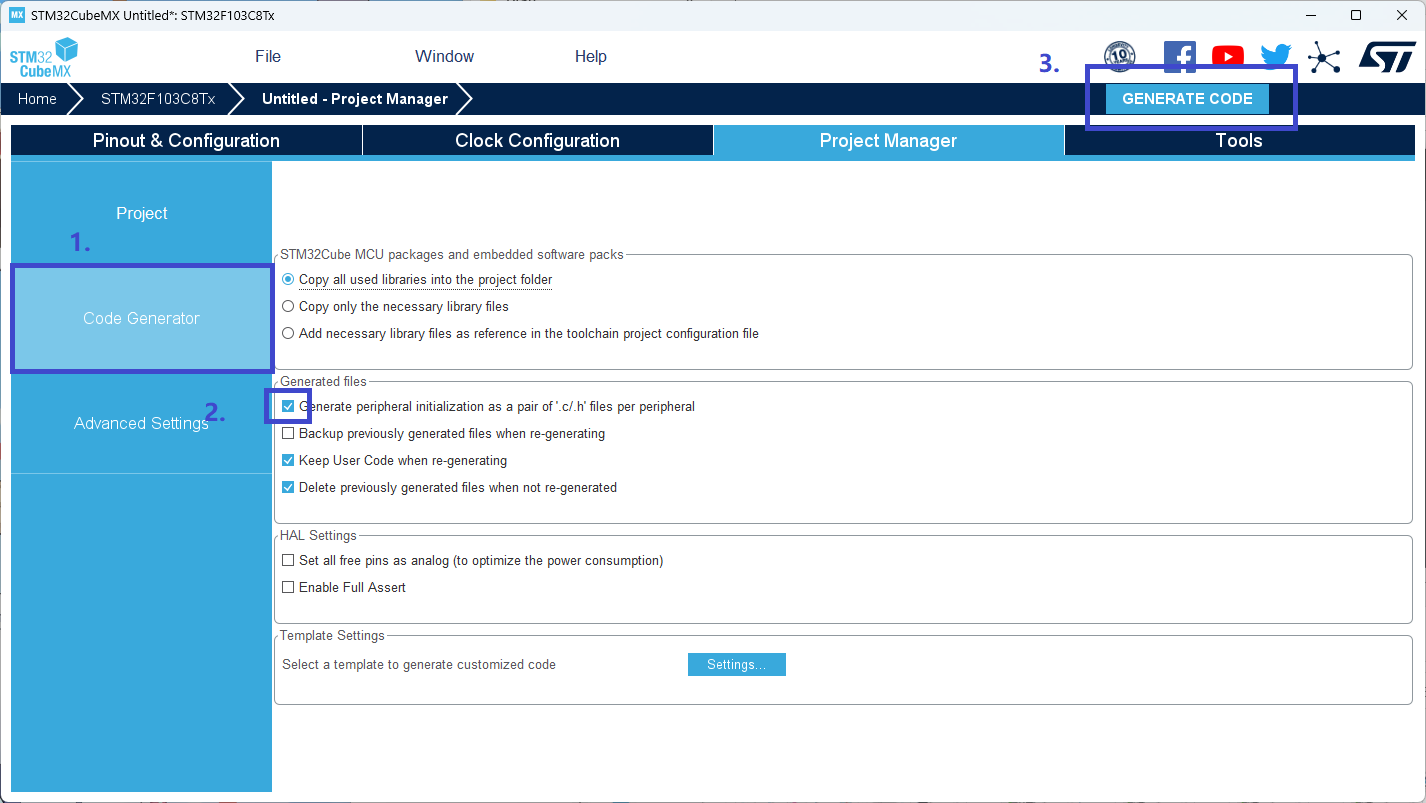 MX STM32CubeMX Untitled*: STM32F103C8Tx
STM32 CubeMX
File Window Help
3.
10
Home STM32F103C8Tx Untitled - Project Manager GENERATE CODE
Pinout & Configuration Clock Configuration Project Manager Tools
Project
1.
Code Generator
Advanced Settings
2.
STM32Cube MCU packages and embedded software packs
Copy all used libraries into the project folder
Copy only the necessary library files
Add necessary library files as reference in the toolchain project configuration file
Generated files
Generate peripheral initialization as a pair of '.c/.h' files per peripheral
Backup previously generated files when re-generating
Keep User Code when re-generating
Delete previously generated files when not re-generated
HAL Settings
Set all free pins as analog (to optimize the power consumption)
Enable Full Assert
Template Settings
Select a template to generate customized code Settings...